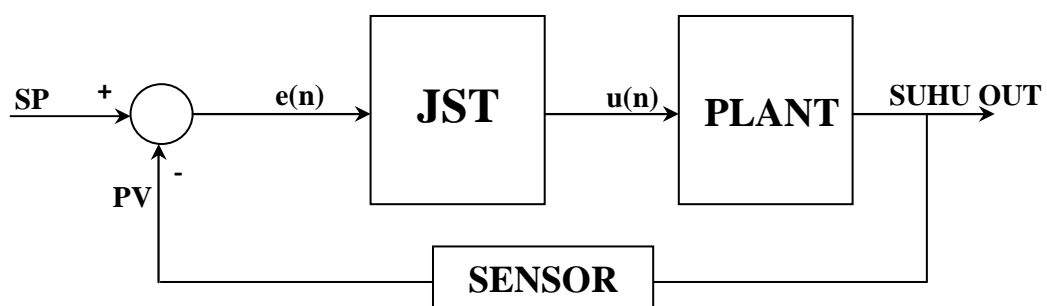 SP
+
e(n)
JST
u(n)
PLANT
SUHU OUT
-
PV
SENSOR